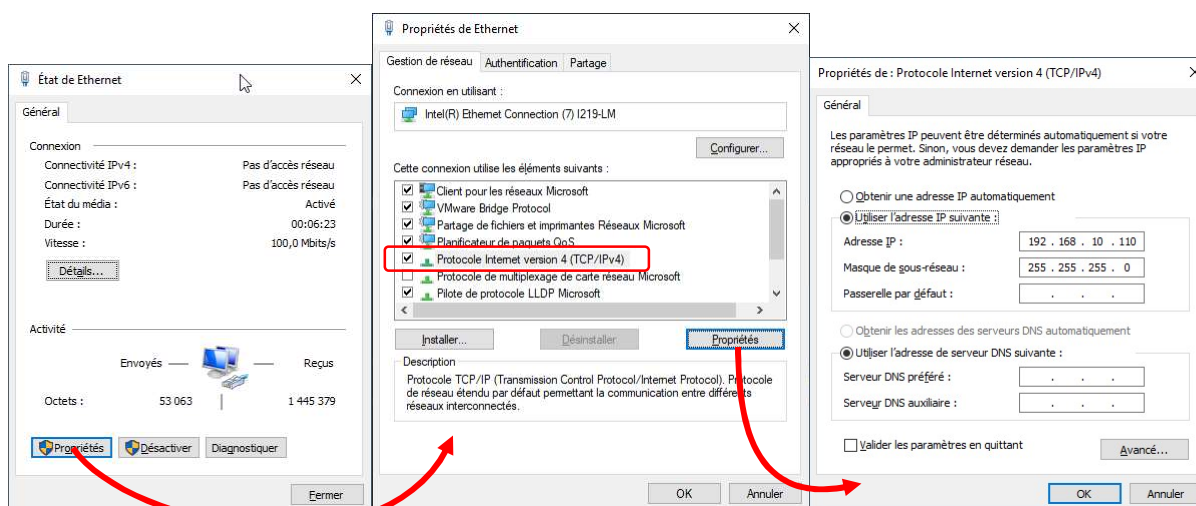 État de Ethernet
Général
Connexion
Connectivité IPv4 : Pas d'accès réseau
Connectivité IPv6 : Pas d'accès réseau
État du média : Activé
Durée : 00:06:23
Vitesse : 100,0 Mbits/s
Détails...
Activité
Envoyés — Reçus
Octets : 53 063 1 445 379
Propriétés Désactiver Diagnostiquer
Fermer
Propriétés de Ethernet
Gestion de réseau Authentification Partage
Connexion en utilisant :
Intel(R) Ethernet Connection (7) I219-LM
Configurer...
Cette connexion utilise les éléments suivants :
Client pour les réseaux Microsoft
VMware Bridge Protocol
Partage de fichiers et imprimantes Réseaux Microsoft
Planificateur de paquets QoS
Protocole Internet version 4 (TCP/IPv4)
Protocole de multiplexage de carte réseau Microsoft
Pilote de protocole LLDP Microsoft
Installer... Désinstaller Propriétés
Description
Protocole TCP/IP (Transmission Control Protocol/Internet Protocol). Protocole
de réseau étendu par défaut permettant la communication entre différents
réseaux interconnectés.
OK Annuler
Propriétés de : Protocole Internet version 4 (TCP/IPv4)
Général
Les paramètres IP peuvent être déterminés automatiquement si votre
réseau le permet. Sinon, vous devez demander les paramètres IP
appropriés à votre administrateur réseau.
Obtenir une adresse IP automatiquement
Utiliser l'adresse IP suivante :
Adresse IP : 192 . 168 . 10 . 110
Masque de sous-réseau : 255 . 255 . 255 . 0
Passerelle par défaut : . . .
Obtenir les adresses des serveurs DNS automatiquement
Utiliser l'adresse de serveur DNS suivante :
Serveur DNS préféré : . . .
Serveur DNS auxiliaire : . . .
Valider les paramètres en quittant
Avancé...
OK Annuler